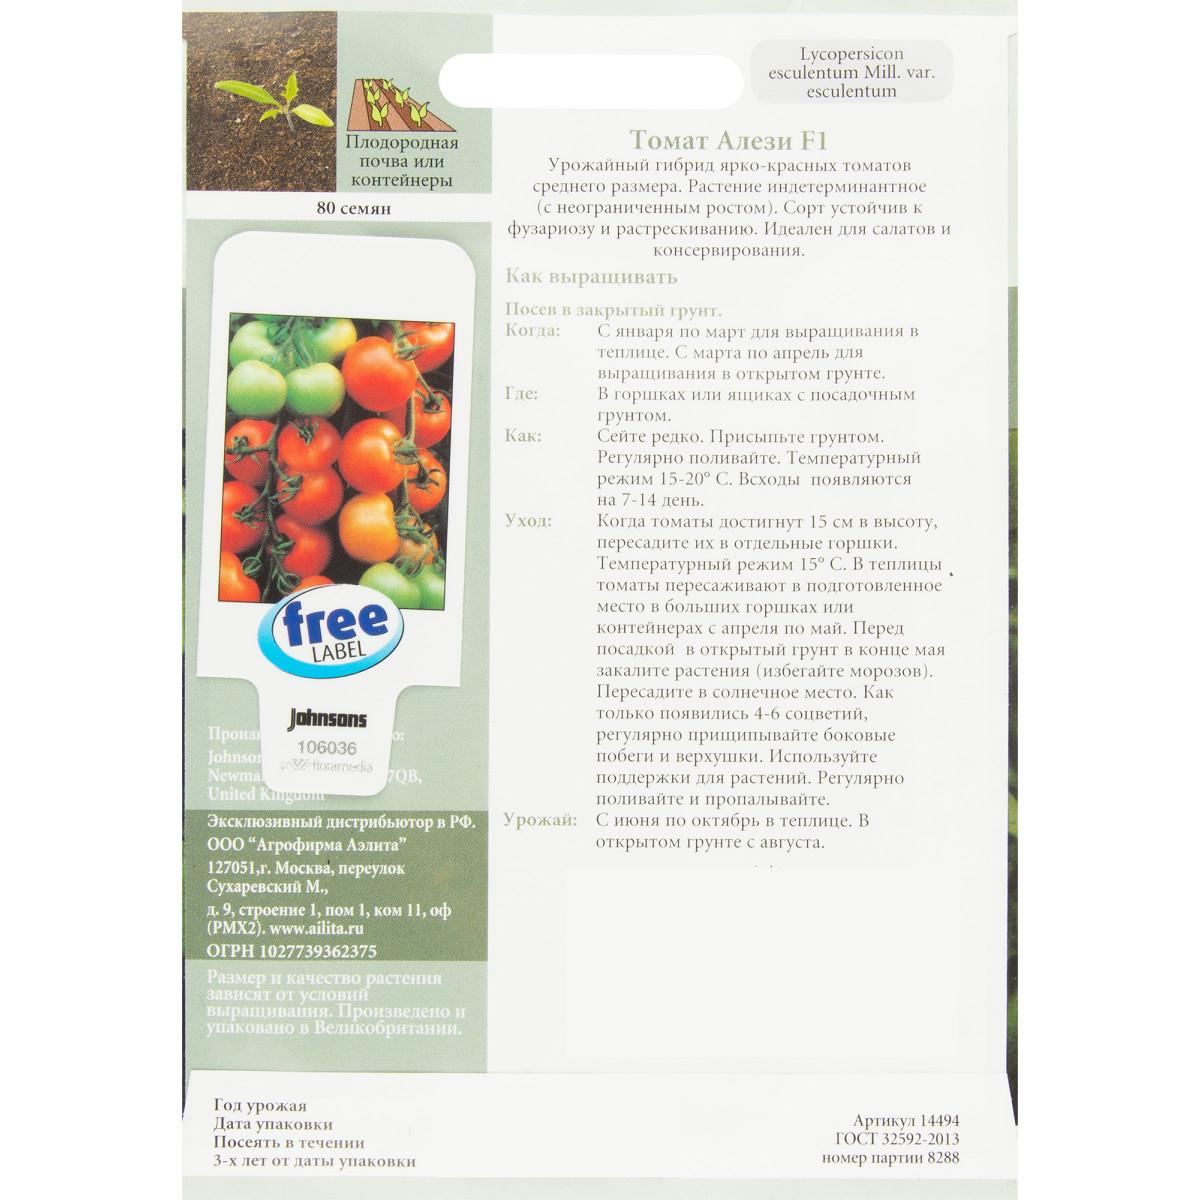 Lycopersicon
esculentum Mill. var.
esculentum
Плодородная
почва или
контейнеры
80 семян
Томат Алези F1
Урожайный гибрид ярко-красных томатов
среднего размера. Растение индетерминантное
(с неограниченным ростом). Сорт устойчив к
фузариозу и растрескиванию. Идеален для салатов и
консервирования.
Как выращивать
Посев в закрытый грунт.
Когда: С января по март для выращивания в
теплице. С марта по апрель для
выращивания в открытом грунте.
Где: В горшках или ящиках с посадочным
грунтом.
Как: Сейте редко. Присыпьте грунтом.
Регулярно поливайте. Температурный
режим 15-20° С. Всходы появляются
на 7-14 день.
Уход: Когда томаты достигнут 15 см в высоту,
пересадите их в отдельные горшки.
Температурный режим 15° С. В теплицы
томаты пересаживают в подготовленное
место в больших горшках или
контейнерах с апреля по май. Перед
посадкой в открытый грунт в конце мая
закалите растения (избегайте морозов).
Пересадите в солнечное место. Как
только появились 4-6 соцветий,
регулярно прищипывайте боковые
побеги и верхушки. Используйте
поддержки для растений. Регулярно
поливайте и пропалывайте.
Урожай: С июня по октябрь в теплице. В
открытом грунте с августа.
free
LABEL
Johnsons
106036
floramedia
7QB,
United Kingdom
Эксклюзивный дистрибьютор в РФ.
ООО “Агрофирма Аэлита”
127051,г. Москва, переулок
Сухаревский М.,
д. 9, строение 1, пом 1, ком 11, оф
(РМХ2). www.ailita.ru
ОГРН 1027739362375
Размер и качество растения
зависят от условий
выращивания. Произведено и
упаковано в Великобритании.
Год урожая
Дата упаковки
Посеять в течении
3-х лет от даты упаковки
Артикул 14494
ГОСТ 32592-2013
номер партии 8288